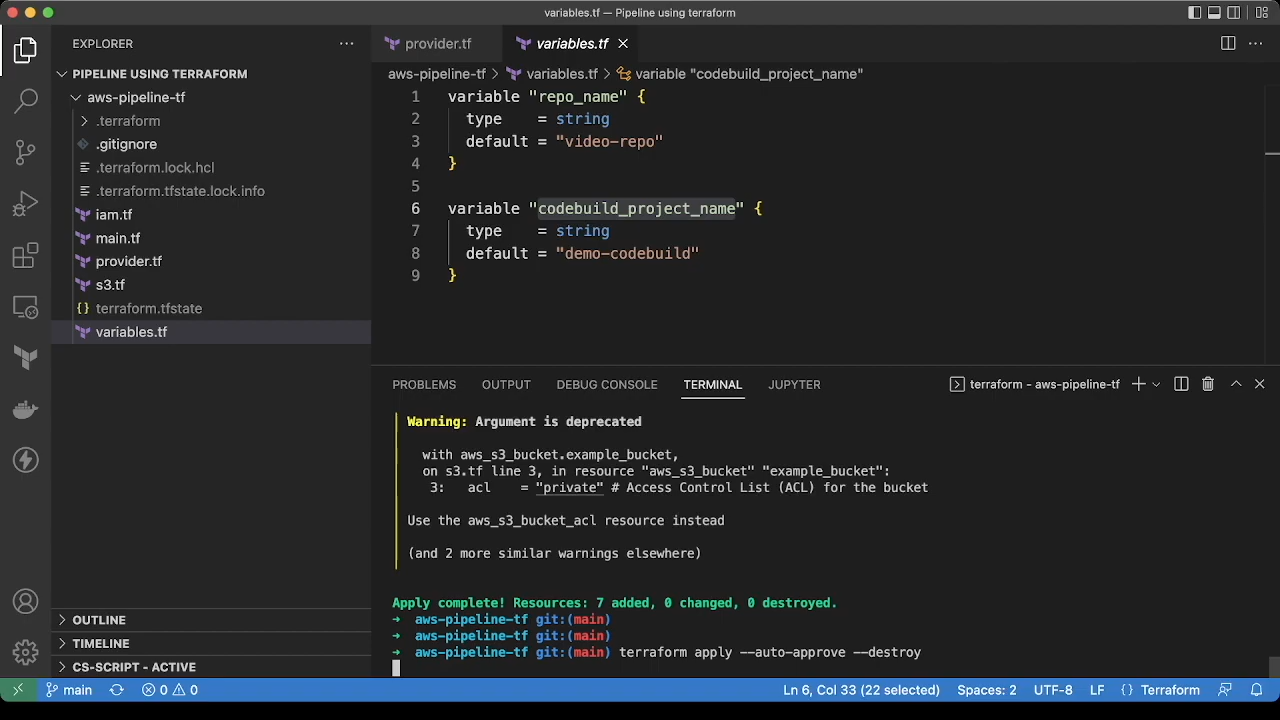 variables.tf — Pipeline using terraform
EXPLORER
PIPELINE USING TERRAFORM
aws-pipeline-tf
.terraform
.gitignore
.terraform.lock.hcl
.terraform.tfstate.lock.info
iam.tf
main.tf
provider.tf
s3.tf
{} terraform.tfstate
variables.tf
OUTLINE
TIMELINE
CS-SCRIPT - ACTIVE
provider.tf
variables.tf
aws-pipeline-tf > variables.tf > variable "codebuild_project_name"
1 variable "repo_name" {
2 type = string
3 default = "video-repo"
4 }
5
6 variable "codebuild_project_name" {
7 type = string
8 default = "demo-codebuild"
9 }
PROBLEMS OUTPUT DEBUG CONSOLE TERMINAL JUPYTER
terraform - aws-pipeline-tf
Warning: Argument is deprecated
with aws_s3_bucket.example_bucket,
on s3.tf line 3, in resource "aws_s3_bucket" "example_bucket":
3: acl = "private" # Access Control List (ACL) for the bucket
Use the aws_s3_bucket_acl resource instead
(and 2 more similar warnings elsewhere)
Apply complete! Resources: 7 added, 0 changed, 0 destroyed.
→ aws-pipeline-tf git:(main)
→ aws-pipeline-tf git:(main)
→ aws-pipeline-tf git:(main) terraform apply --auto-approve --destroy
main 0 0 Ln 6, Col 33 (22 selected) Spaces: 2 UTF-8 LF {} Terraform